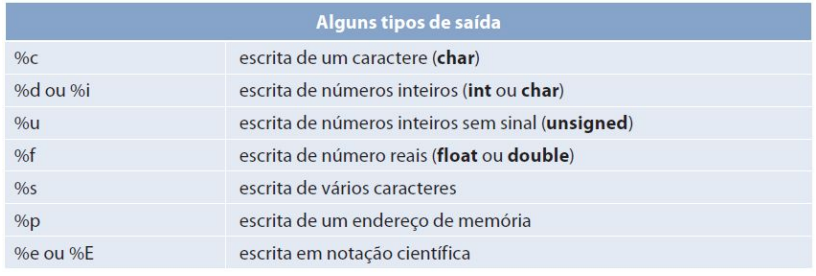 Alguns tipos de saída
%c escrita de um caractere (char)
%d ou %i escrita de números inteiros (int ou char)
%u escrita de números inteiros sem sinal (unsigned)
%f escrita de número reais (float ou double)
%s escrita de vários caracteres
%p escrita de um endereço de memória
%e ou %E escrita em notação científica